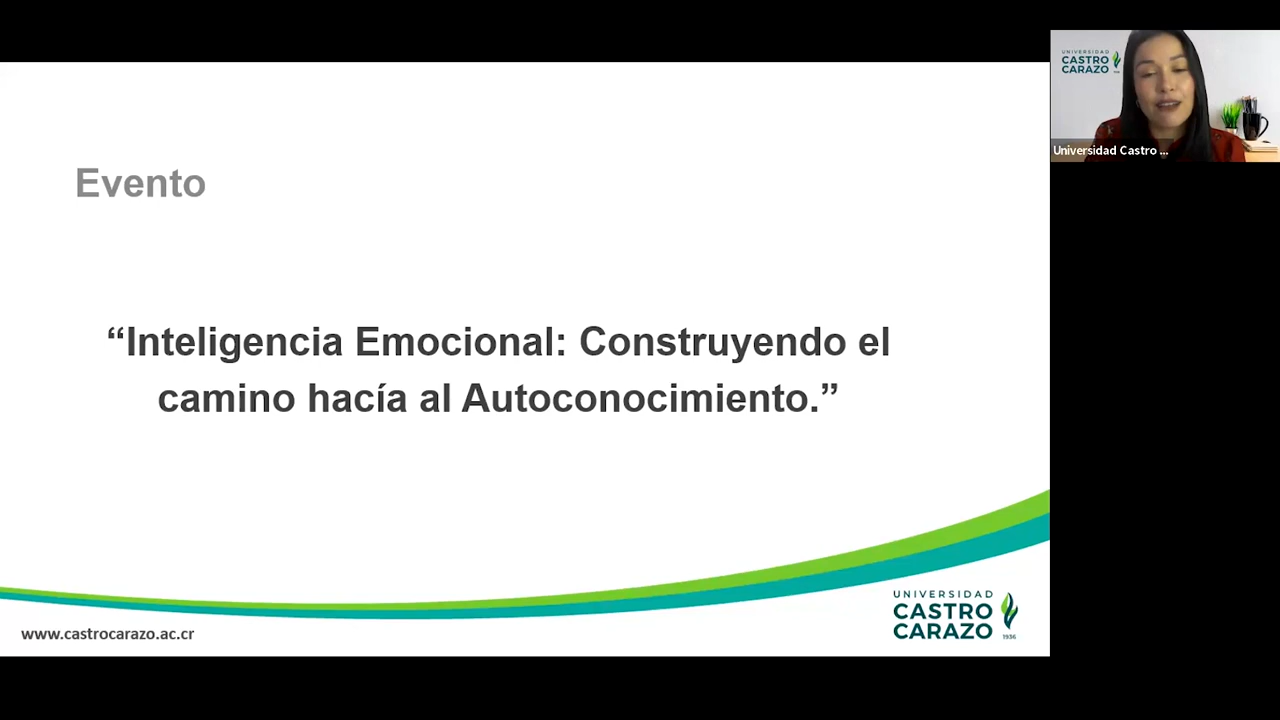 Evento
“Inteligencia Emocional: Construyendo el
camino hacía al Autoconocimiento.”
www.castrocarazo.ac.cr
UNIVERSIDAD
CASTRO
CARAZO
1936
UNIVERSIDAD
CASTRO
CARAZO
Universidad Castro ...